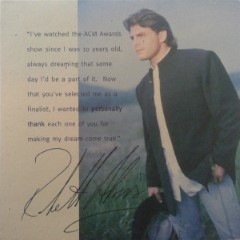 "I've watched the ACM Awards
show since I was 10 years old,
always dreaming that some
day I'd be a part of it. Now
that you've selected me as a
finalist, I wanted to personally
thank each one of you for
making my dream come true."